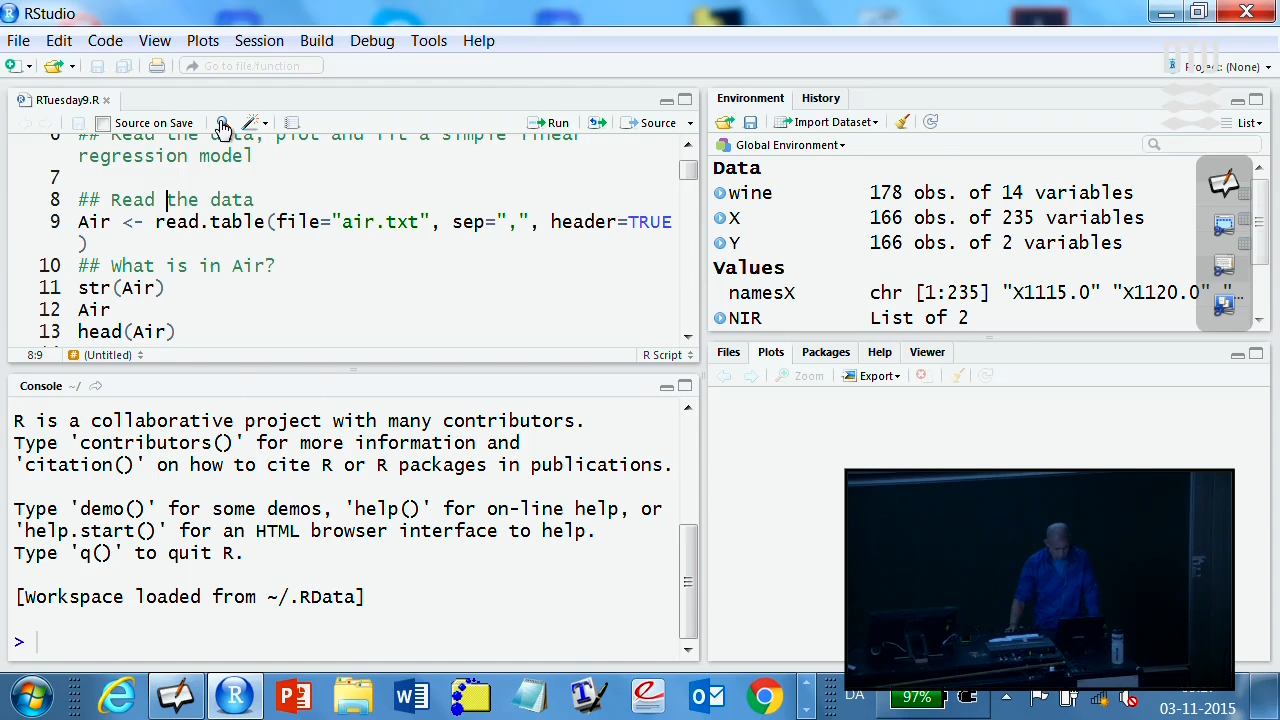 RStudio
File Edit Code View Plots Session Build Debug Tools Help
Go to file/function
Project: (None)
RTuesday9.R
Source on Save Run Source
## Read the data, plot and fit a simple linear
regression model
7
8 ## Read the data
9 Air <- read.table(file="air.txt", sep=",", header=TRUE
)
10 ## What is in Air?
11 str(Air)
12 Air
13 head(Air)
8:9 (Untitled) R Script
Console ~/
R is a collaborative project with many contributors.
Type 'contributors()' for more information and
'citation()' on how to cite R or R packages in publications.
Type 'demo()' for some demos, 'help()' for on-line help, or
'help.start()' for an HTML browser interface to help.
Type 'q()' to quit R.
[Workspace loaded from ~/.RData]
>
Environment History
Import Dataset List
Global Environment
Data
wine 178 obs. of 14 variables
X 166 obs. of 235 variables
Y 166 obs. of 2 variables
Values
namesX chr [1:235] "X1115.0" "X1120.0" "…
NIR List of 2
Files Plots Packages Help Viewer
Zoom Export
DA 97%
03-11-2015